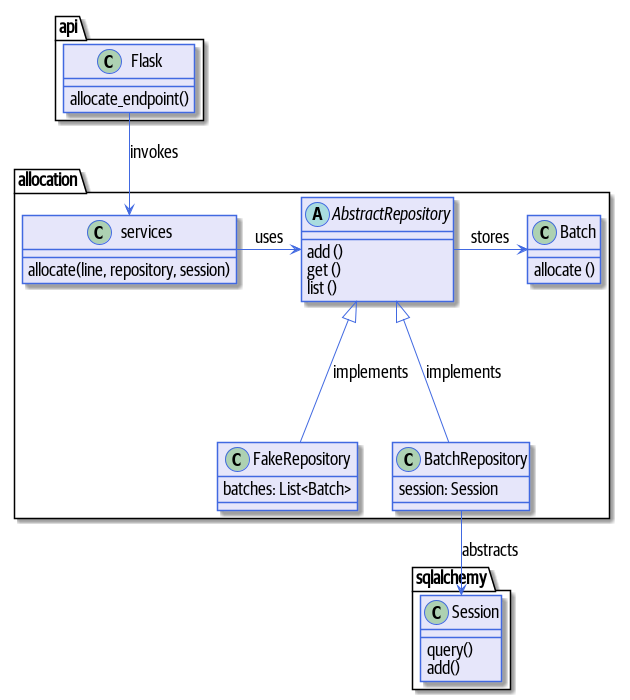 api
C Flask
allocate_endpoint()
invokes
allocation
C services
allocate(line, repository, session)
uses
A AbstractRepository
add ()
get ()
list ()
stores
C Batch
allocate ()
implements
implements
C FakeRepository
batches: List<Batch>
C BatchRepository
session: Session
abstracts
sqlalchemy
C Session
query()
add()